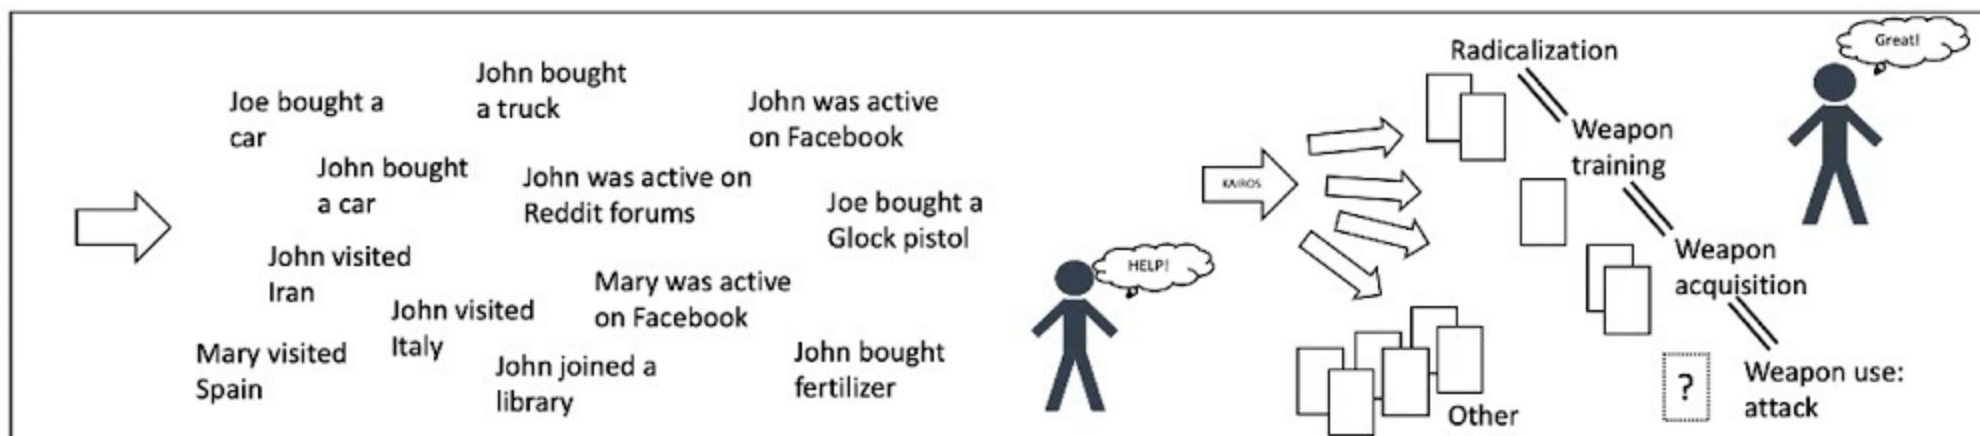 Joe bought a
car
John bought
a truck
John was active
on Facebook
John bought
a car
John was active on
Reddit forums
Joe bought a
Glock pistol
John visited
Iran
John visited
Italy
Mary was active
on Facebook
Mary visited
Spain
John joined a
library
John bought
fertilizer
HELP!
KAIROS
Radicalization
Weapon
training
Weapon
acquisition
?
Weapon use:
attack
Other
Great!